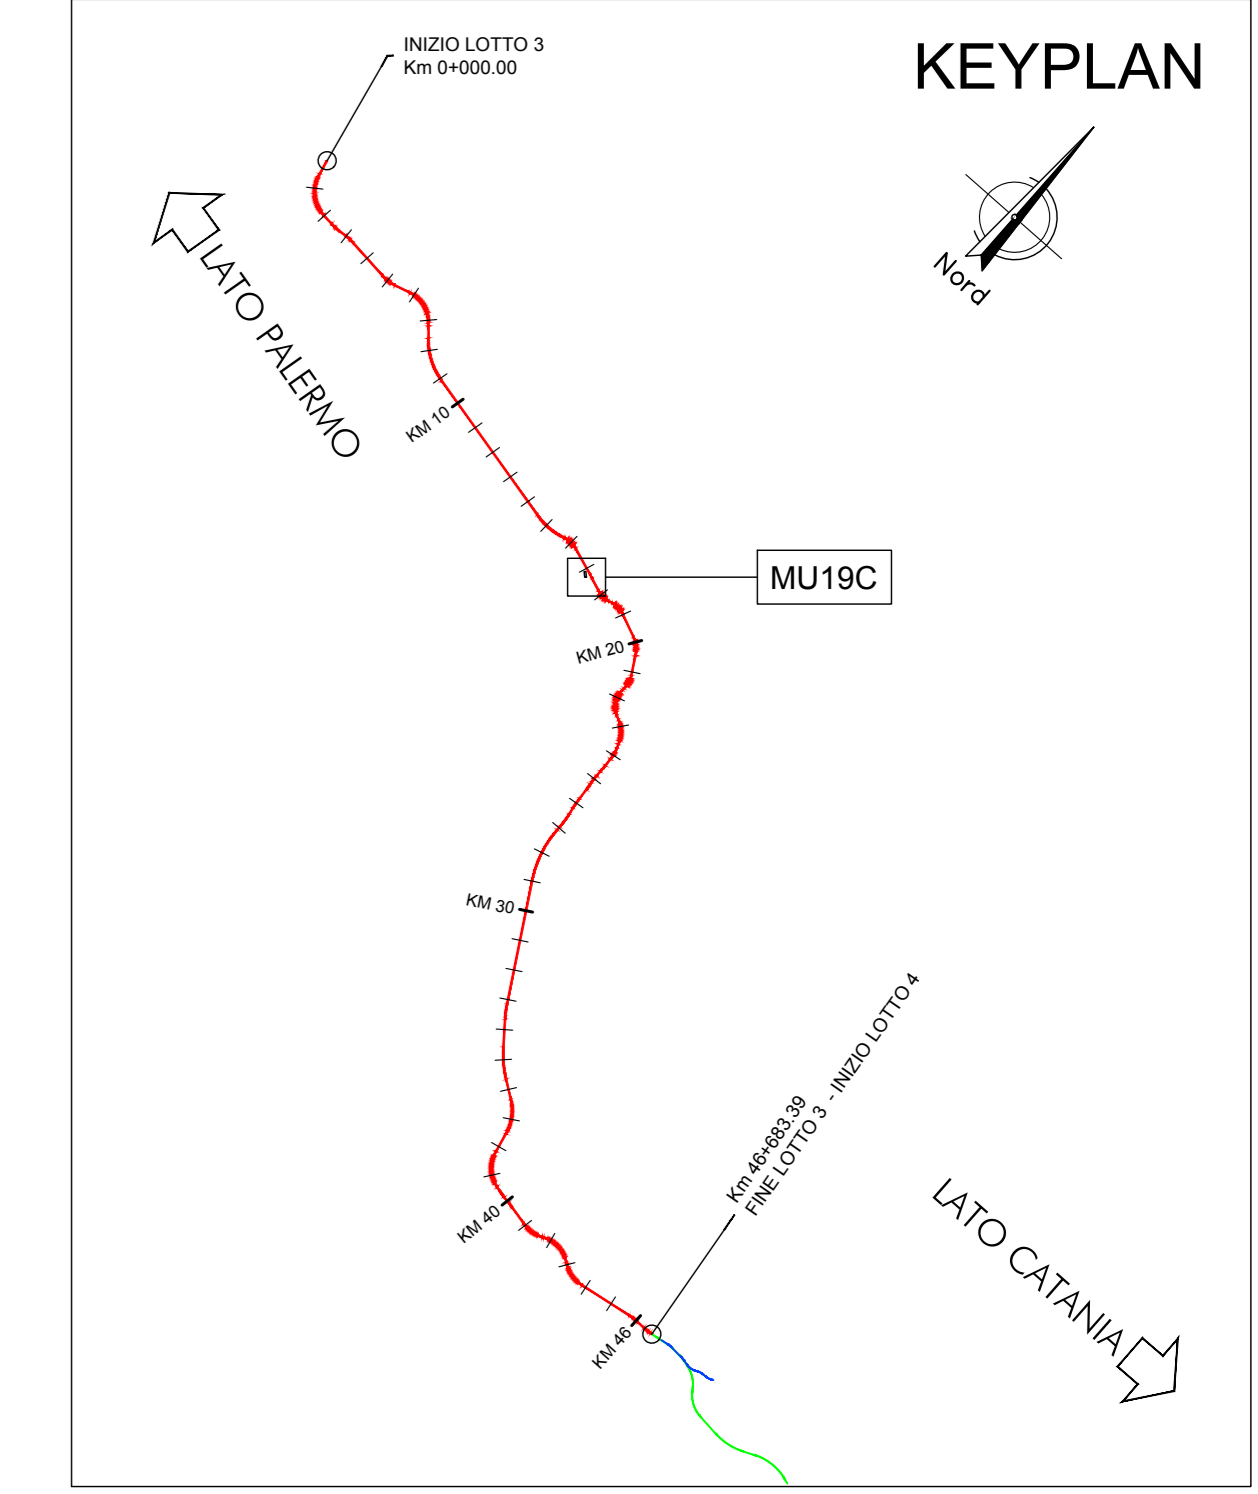 INIZIO LOTTO 3
Km 0+000.00
KEYPLAN
Nord
LATO PALERMO
KM 10
MU19C
KM 20
KM 30
Km 46+683.39
FINE LOTTO 3 - INIZIO LOTTO 4
KM 40
LATO CATANIA
KM 46